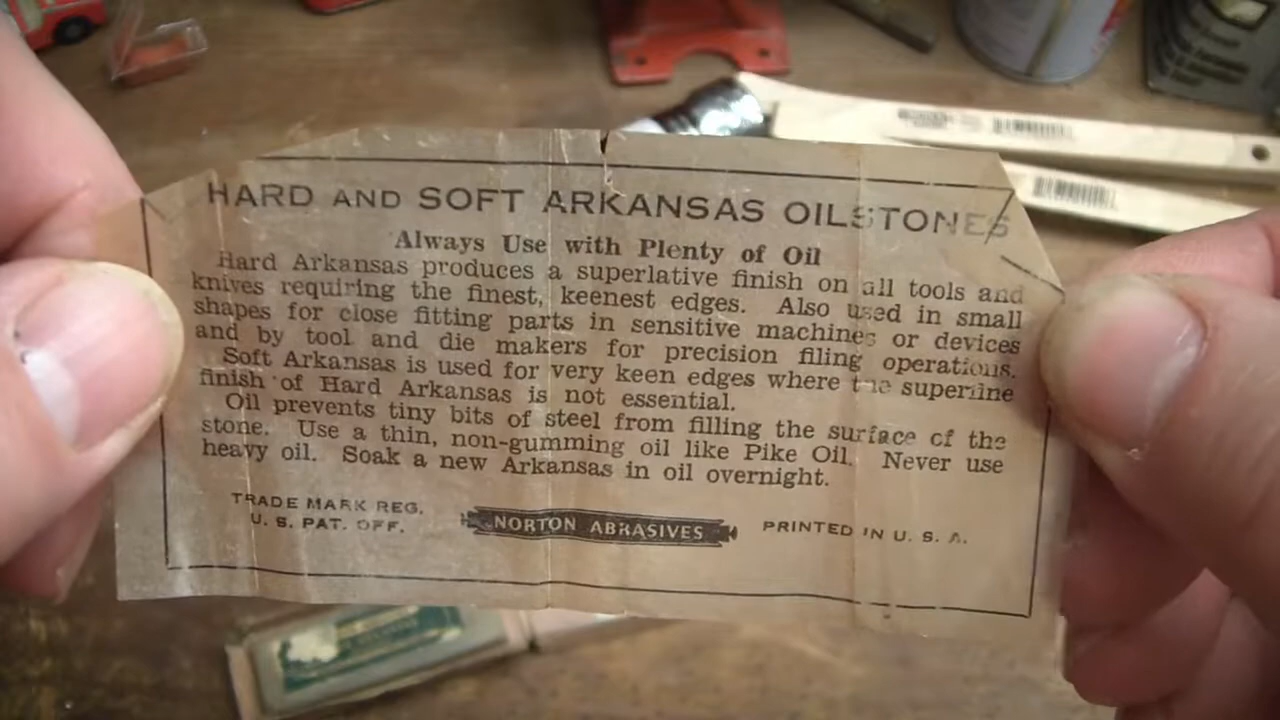 HARD AND SOFT ARKANSAS OILSTONES
Always Use with Plenty of Oil
Hard Arkansas produces a superlative finish on all tools and
knives requiring the finest, keenest edges. Also used in small
shapes for close fitting parts in sensitive machines or devices
and by tool and die makers for precision filing operations.
Soft Arkansas is used for very keen edges where the superfine
finish of Hard Arkansas is not essential.
Oil prevents tiny bits of steel from filling the surface of the
stone. Use a thin, non-gumming oil like Pike Oil. Never use
heavy oil. Soak a new Arkansas in oil overnight.
TRADE MARK REG.
U. S. PAT. OFF.
NORTON ABRASIVES
PRINTED IN U. S. A.